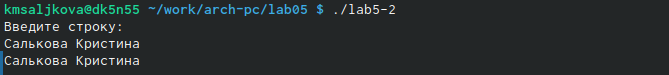 kmsaljkova@dk5n55 ~/work/arch-pc/lab05 $ ./lab5-2
Введите строку:
Салькова Кристина
Салькова Кристина